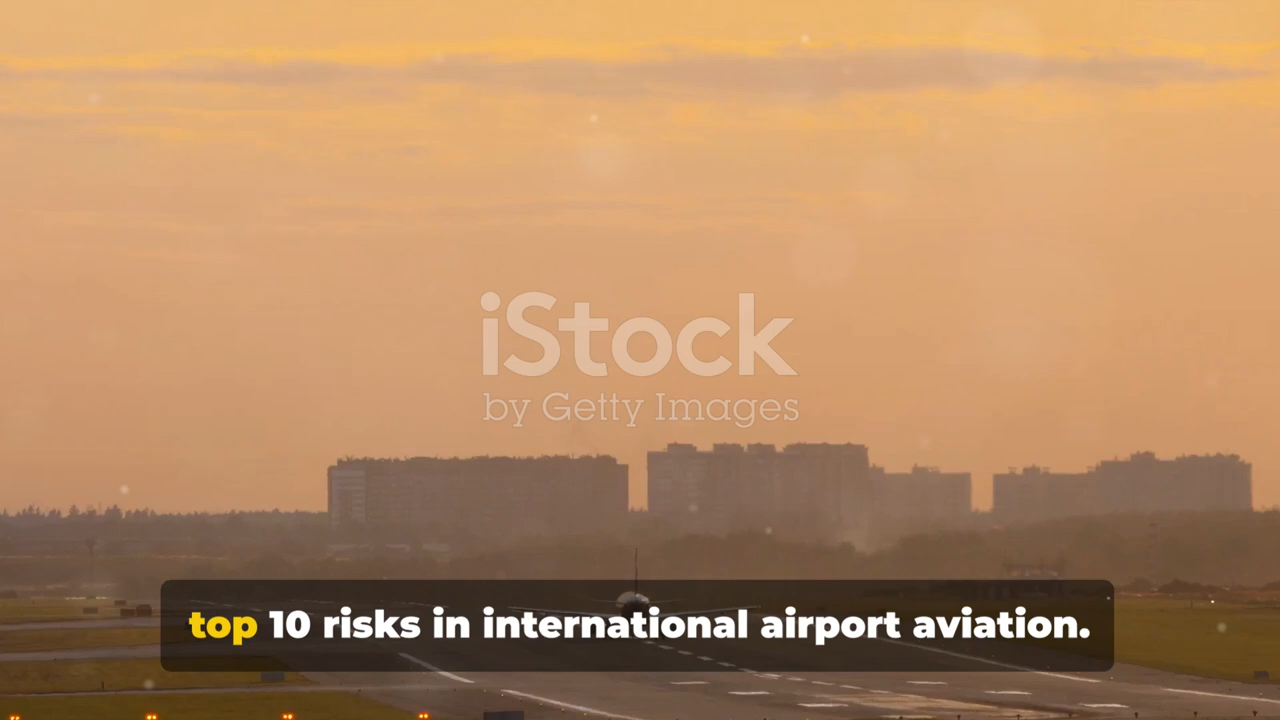 iStock
by Getty Images
top 10 risks in international airport aviation.